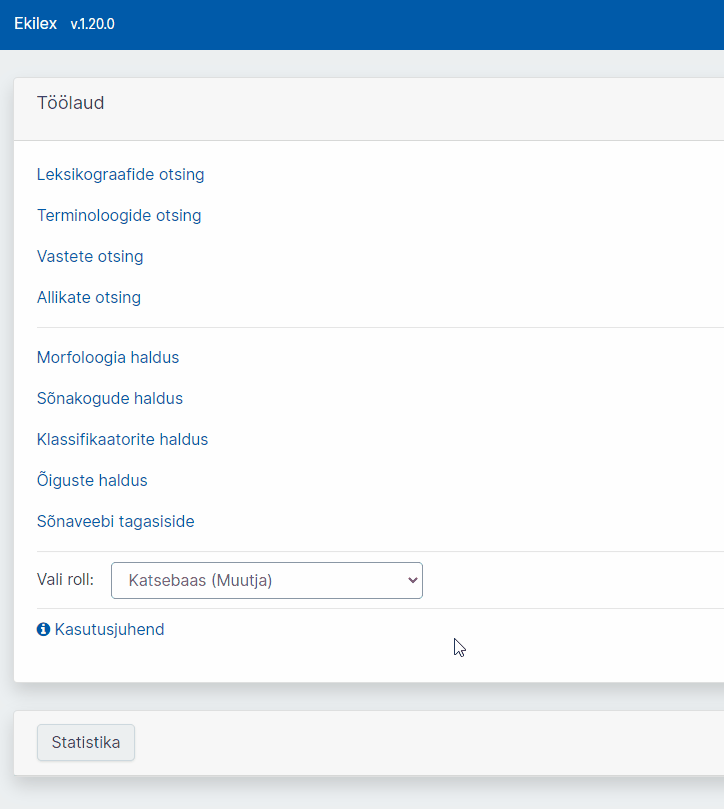 Ekilex v.1.20.0
Töölaud
Leksikograafide otsing
Terminoloogide otsing
Vastete otsing
Allikate otsing
Morfoloogia haldus
Sõnakogude haldus
Klassifikaatorite haldus
Õiguste haldus
Sõnaveebi tagasiside
Vali roll: Katsebaas (Muutja)
Kasutusjuhend
Statistika